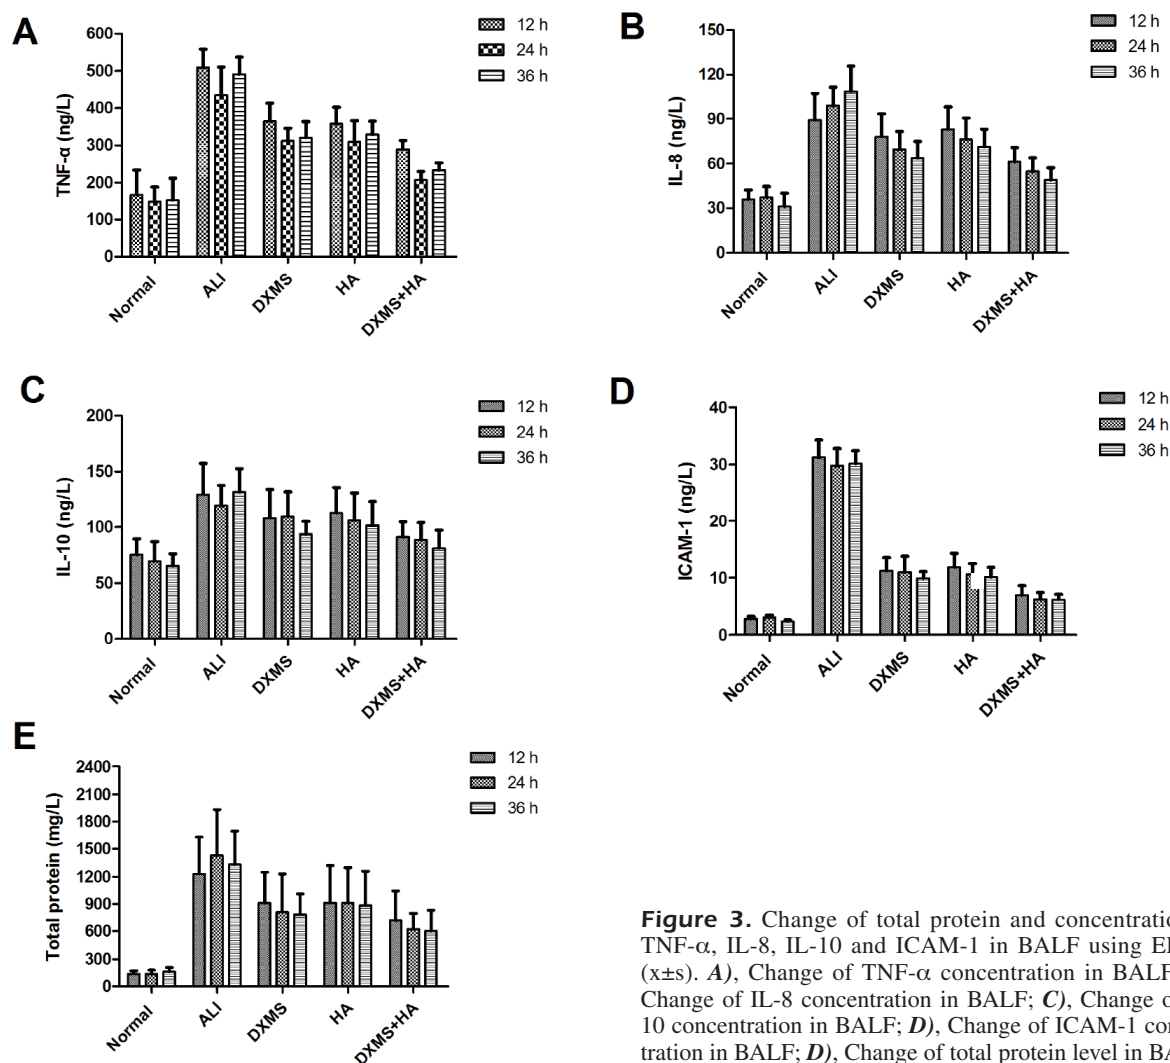 A
600
500
400
300
200
100
0
TNF-α (ng/L)
Normal
ALI
DXMS
HA
DXMS+HA
12 h
24 h
36 h
B
150
120
90
60
30
0
IL-8 (ng/L)
Normal
ALI
DXMS
HA
DXMS+HA
12 h
24 h
36 h
C
200
150
100
50
0
IL-10 (ng/L)
Normal
ALI
DXMS
HA
DXMS+HA
12 h
24 h
36 h
D
40
30
20
10
0
ICAM-1 (ng/L)
Normal
ALI
DXMS
HA
DXMS+HA
12 h
24 h
36 h
E
2400
2100
1800
1500
1200
900
600
300
0
Total protein (mg/L)
Normal
ALI
DXMS
HA
DXMS+HA
12 h
24 h
36 h
Figure 3. Change of total protein and concentratio
TNF-α, IL-8, IL-10 and ICAM-1 in BALF using
(x±s). A), Change of TNF-α concentration in BALF
Change of IL-8 concentration in BALF; C), Change o
10 concentration in BALF; D), Change of ICAM-1 con
tration in BALF; D), Change of total protein level in BA